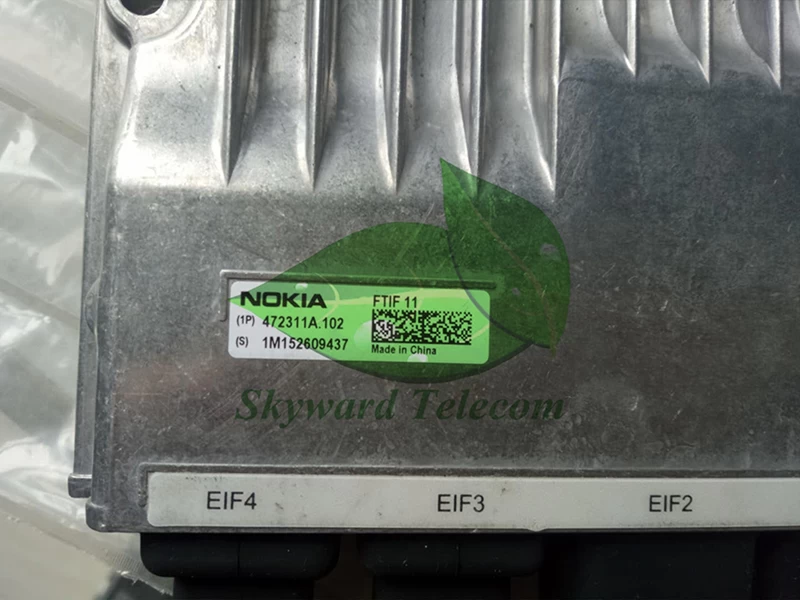 NOKIA FTIF 11
(1P) 472311A.102
(S) 1M152609437 Made in China
Skyward Telecom
EIF4 EIF3 EIF2